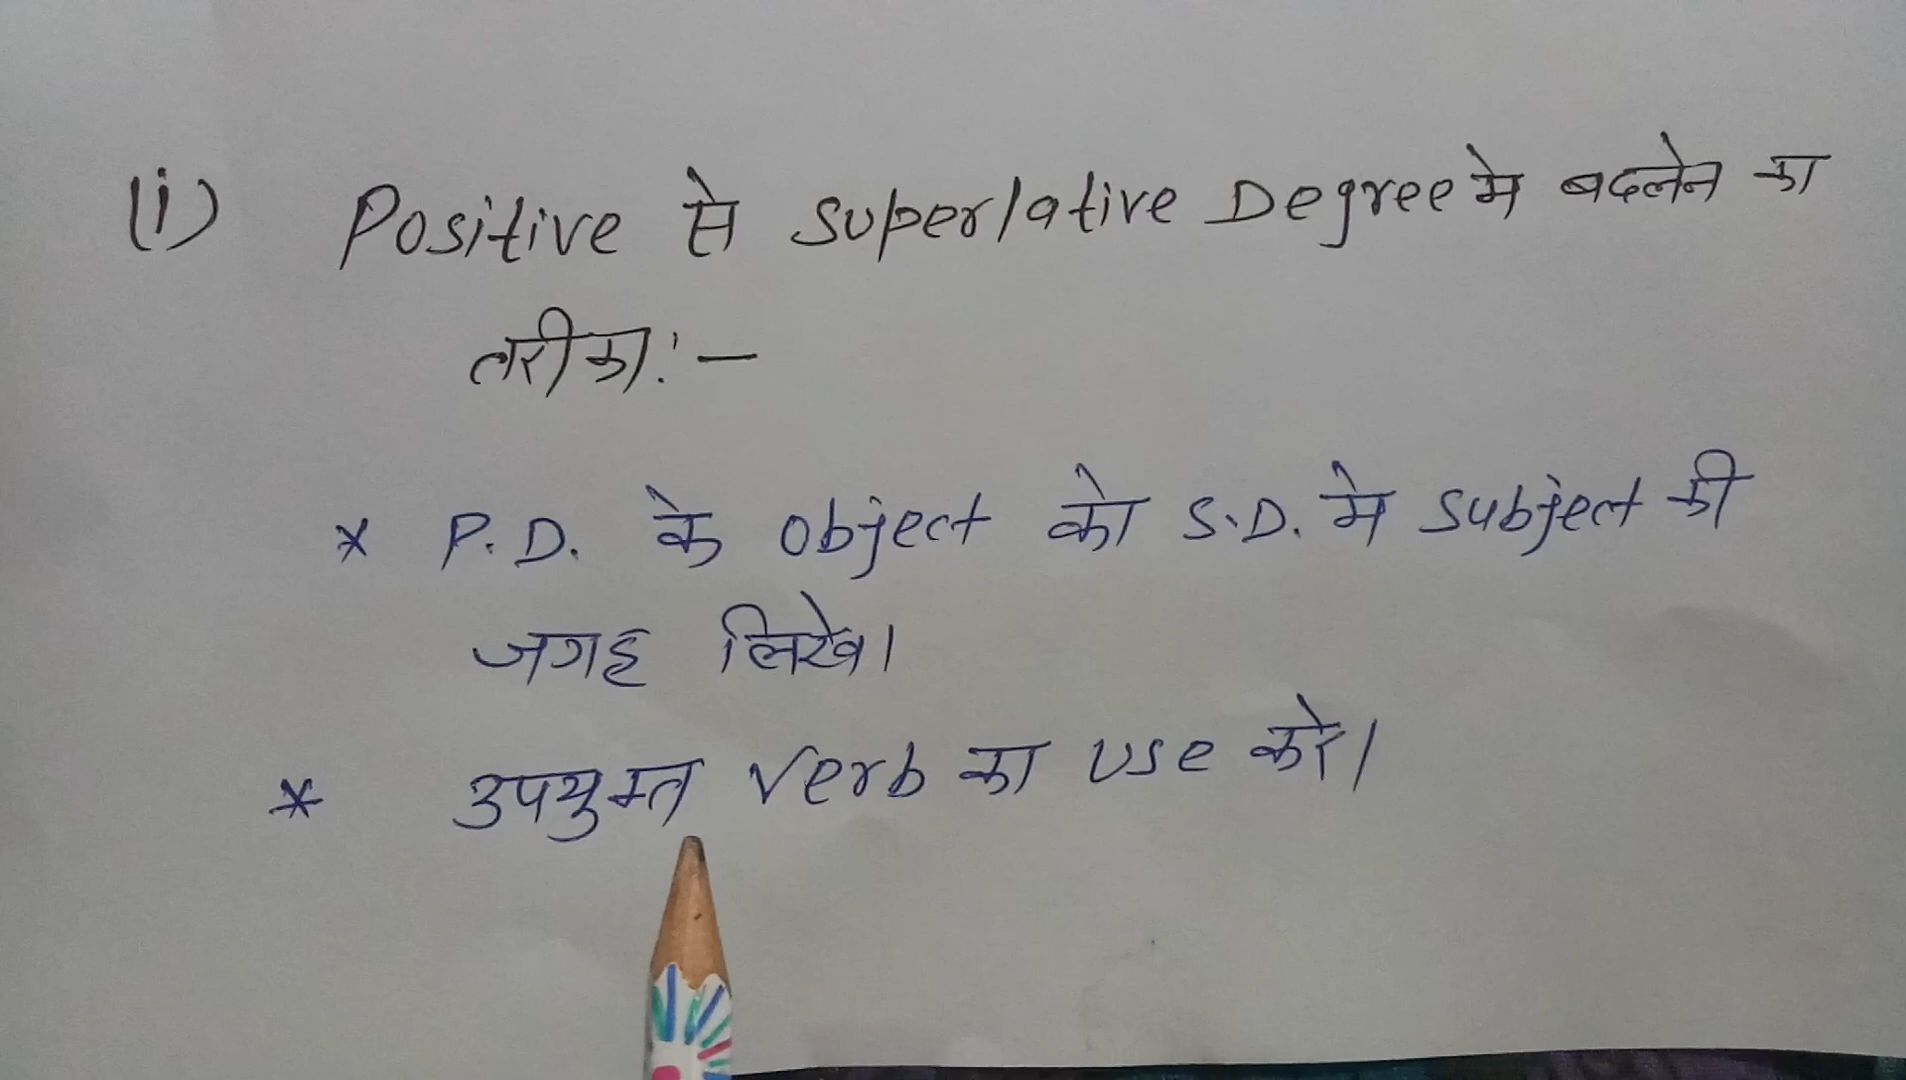 (i) Positive से Superlative Degree मे बदलने का
तरीका:-
* P.D. के object को S.D. मे subject की
जगह लिखे।
* उपयुक्त verb का use करे।